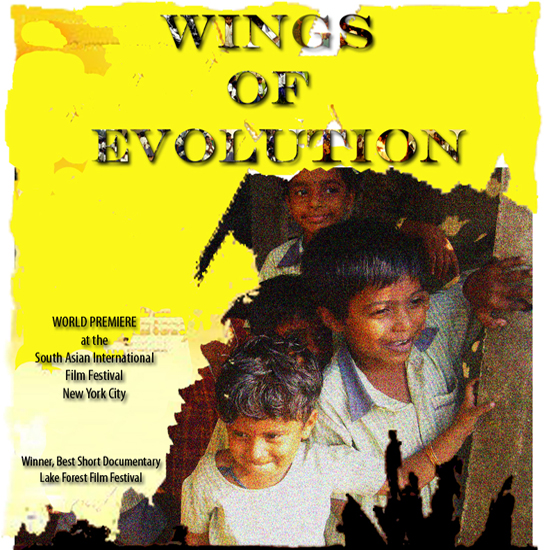 WINGS
OF
EVOLUTION
WORLD PREMIERE
at the
South Asian International
Film Festival
New York City
Winner, Best Short Documentary
Lake Forest Film Festival